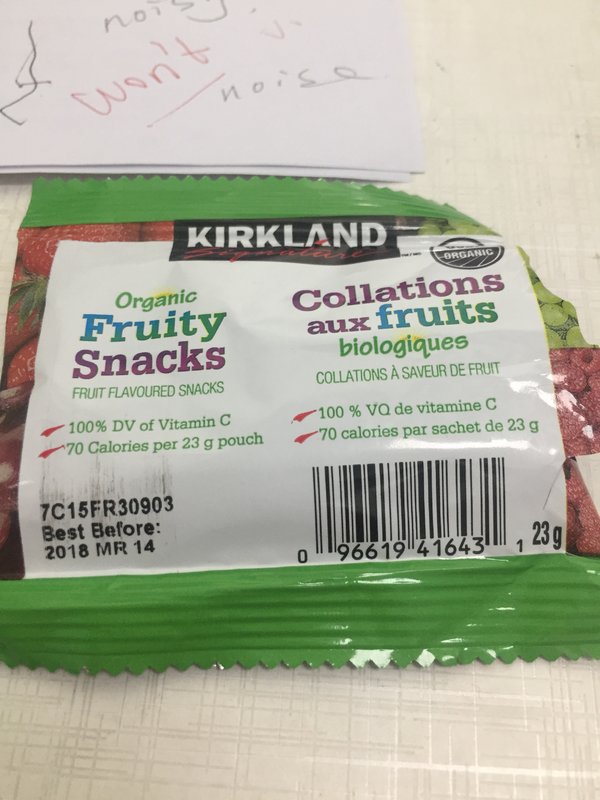 noisy.
won't
noise
KIRKLAND
Signature
ORGANIC
Organic
Fruity
Snacks
FRUIT FLAVOURED SNACKS
100% DV of Vitamin C
70 Calories per 23 g pouch
Collations
aux fruits
biologiques
COLLATIONS À SAVEUR DE FRUIT
100 % VQ de vitamine C
70 calories par sachet de 23 g
7C15FR30903
Best Before:
2018 MR 14
0 96619 41643 1
23 g